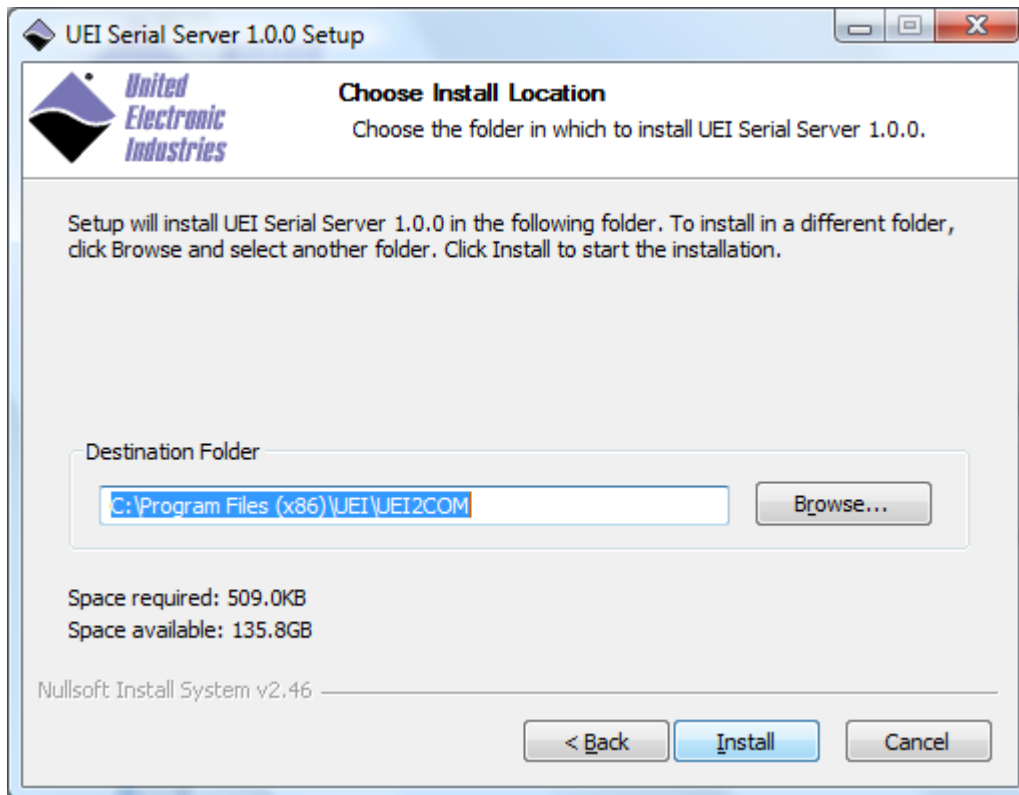 UEI Serial Server 1.0.0 Setup
United
Electronic
Industries
Choose Install Location
Choose the folder in which to install UEI Serial Server 1.0.0.
Setup will install UEI Serial Server 1.0.0 in the following folder. To install in a different folder,
click Browse and select another folder. Click Install to start the installation.
Destination Folder
C:\Program Files (x86)\UEI\UEI2COM
Browse...
Space required: 509.0KB
Space available: 135.8GB
Nullsoft Install System v2.46
< Back
Install
Cancel